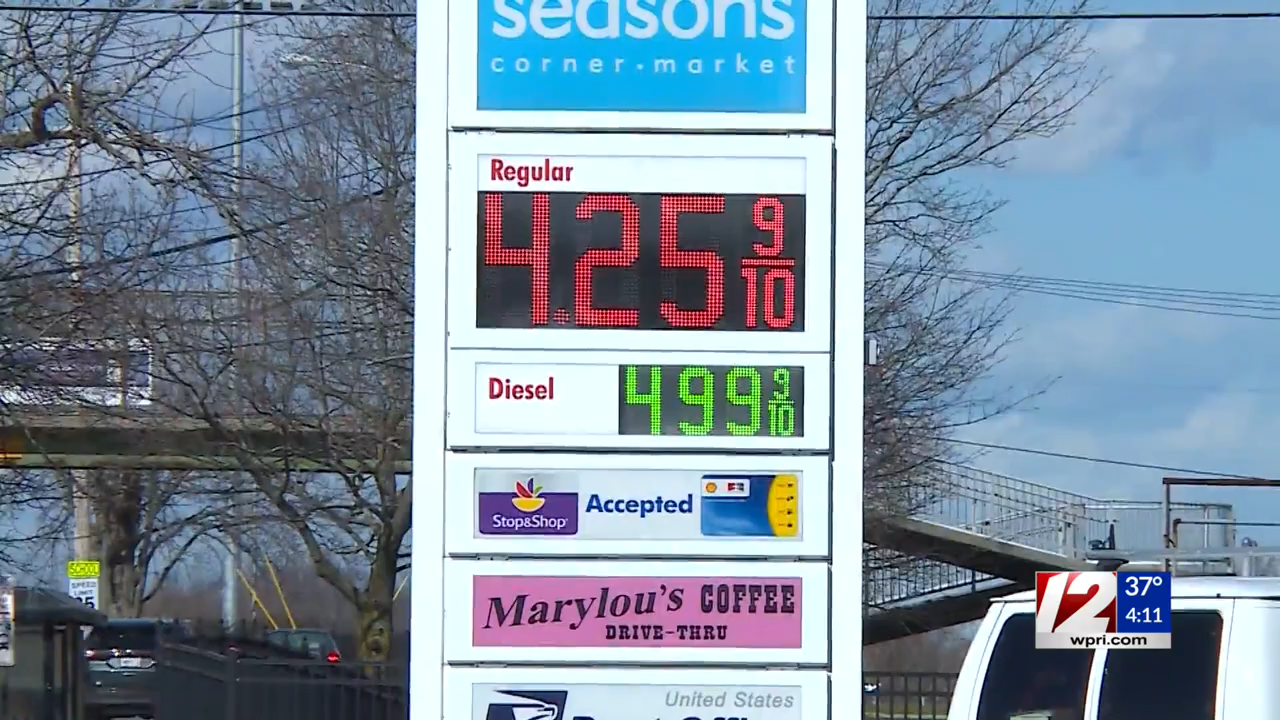 seasons
corner·market
Regular
4.25 9/10
Diesel
4.99 9/10
Stop&Shop
Accepted
Marylou's COFFEE
DRIVE-THRU
United States
SCHOOL
SPEED
LIMIT
12
37°
4:11
wpri.com